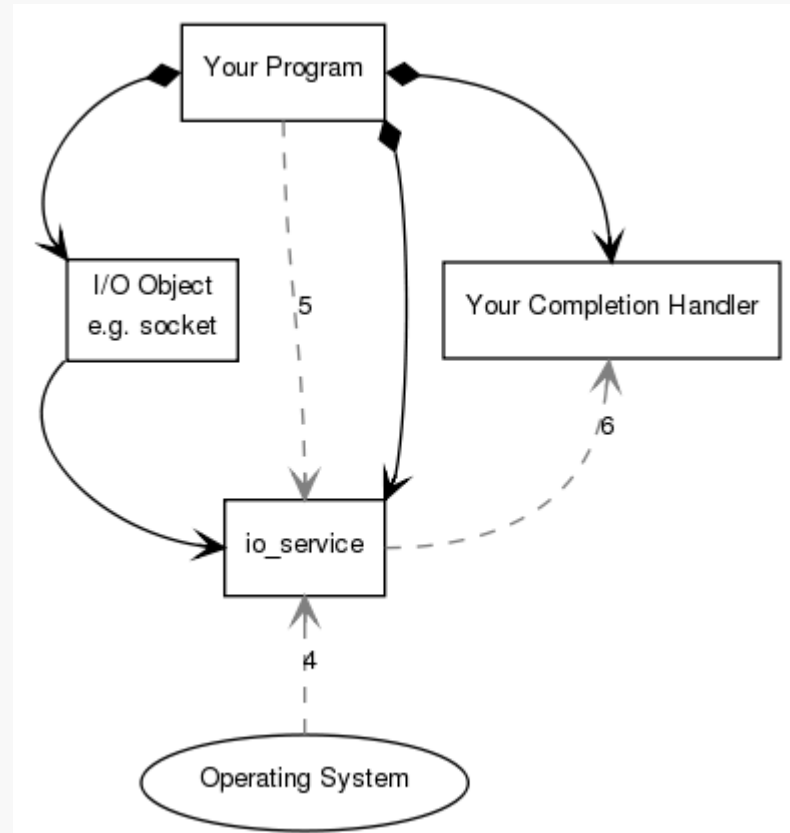 Your Program
I/O Object
e.g. socket
5
Your Completion Handler
6
io_service
4
Operating System